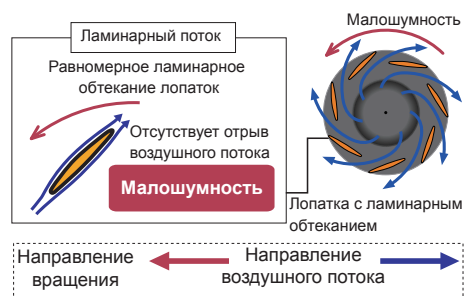 Ламинарный поток
Равномерное ламинарное
обтекание лопаток
Отсутствует отрыв
воздушного потока
Малошумность
Малошумность
Лопатка с ламинарным
обтеканием
Направление
вращения
Направление
воздушного потока